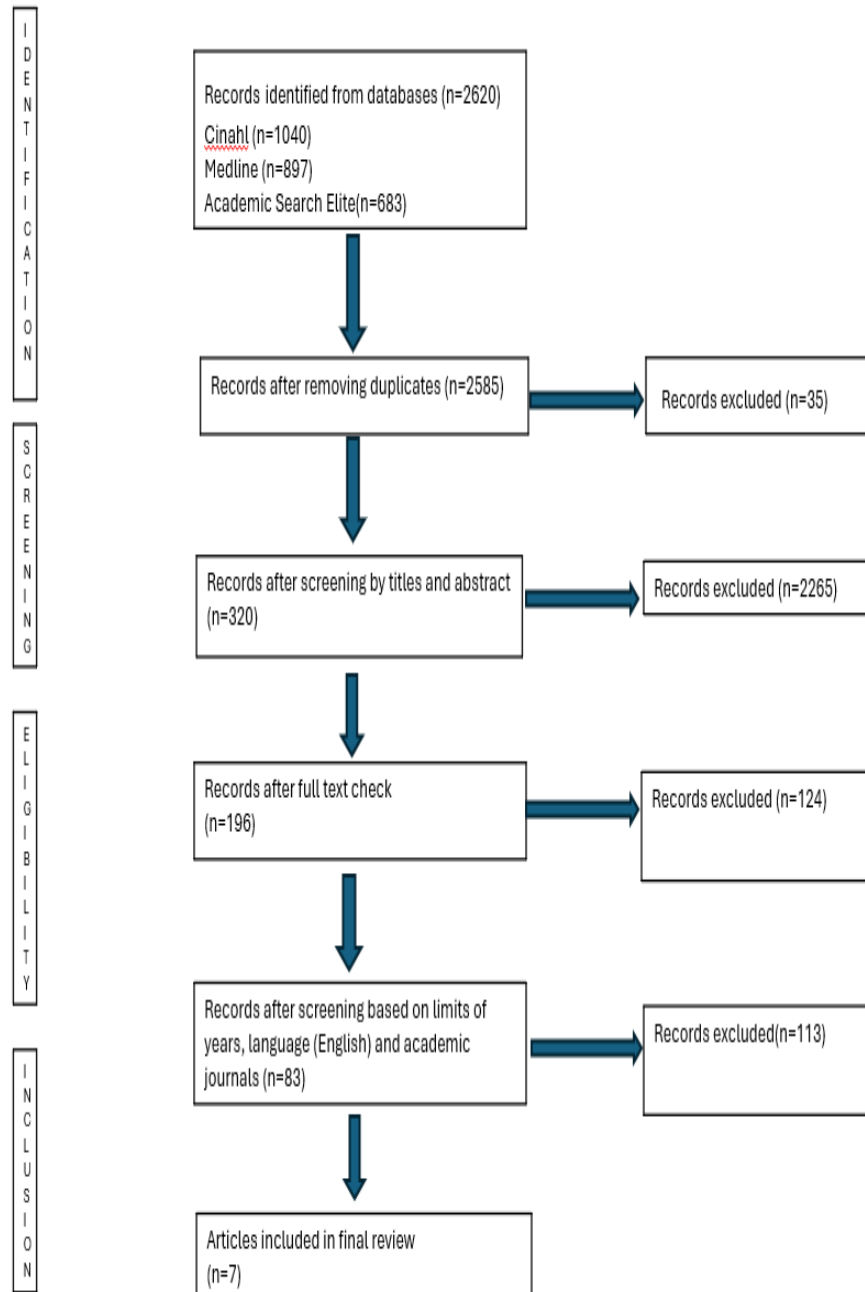 IDENTIFICATION
Records identified from databases (n=2620)
Cinahl (n=1040)
Medline (n=897)
Academic Search Elite(n=683)
Records after removing duplicates (n=2585)
Records excluded (n=35)
SCREENING
Records after screening by titles and abstract
(n=320)
Records excluded (n=2265)
ELIGIBILITY
Records after full text check
(n=196)
Records excluded (n=124)
Records after screening based on limits of
years, language (English) and academic
journals (n=83)
Records excluded(n=113)
INCLUSION
Articles included in final review
(n=7)